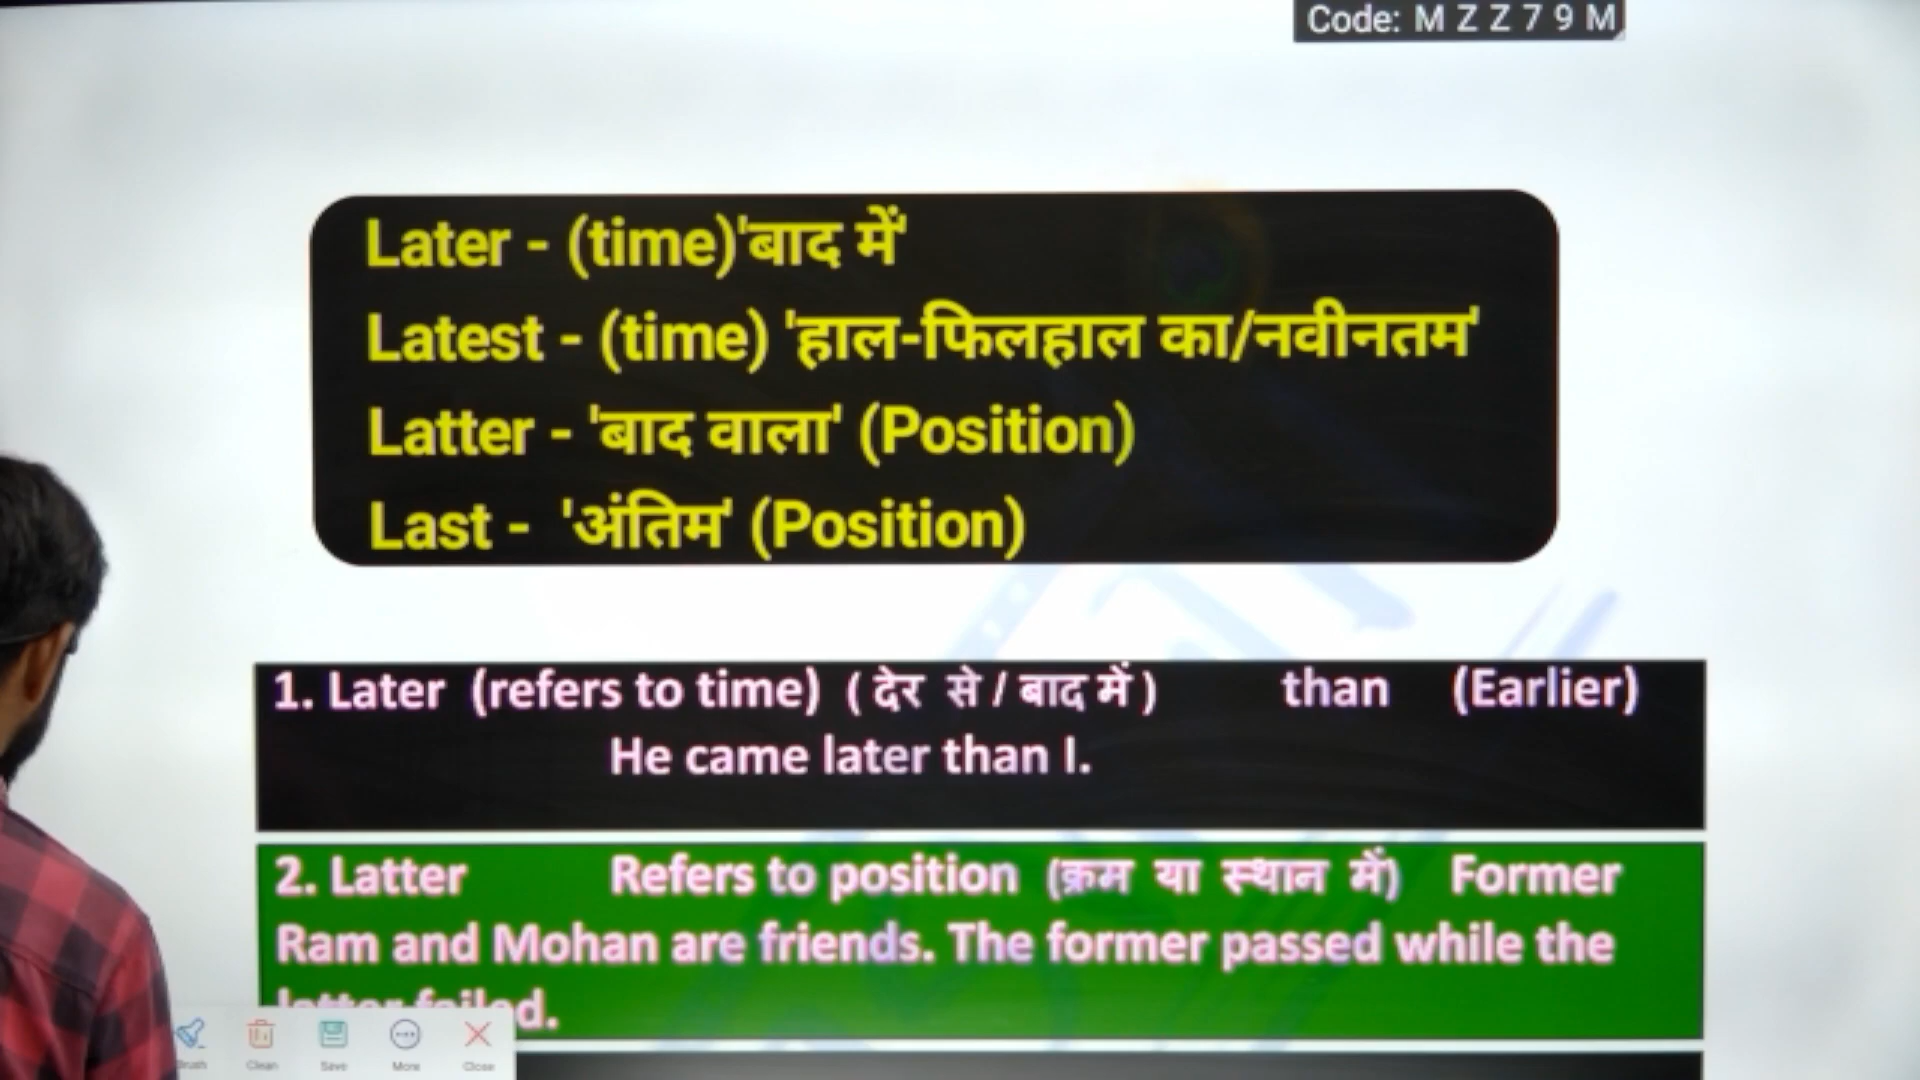 Code: M Z Z 7 9 M
Later - (time)'बाद में'
Latest - (time) 'हाल-फिलहाल का/नवीनतम'
Latter - 'बाद वाला' (Position)
Last - 'अंतिम' (Position)
1. Later (refers to time) ( देर से / बाद में ) than (Earlier)
He came later than I.
2. Latter Refers to position (क्रम या स्थान में) Former
Ram and Mohan are friends. The former passed while the
latter failed.
Brush Clean Save More Close